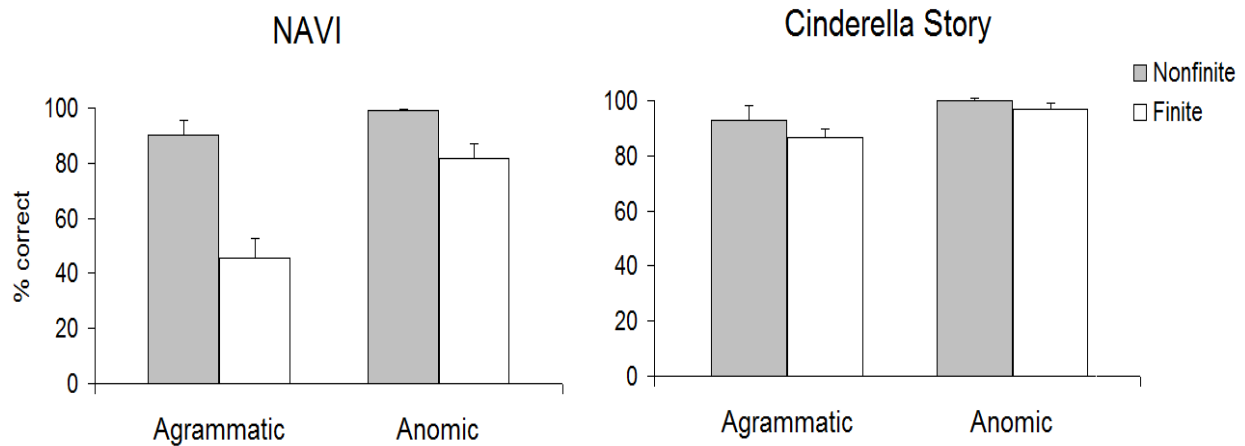 NAVI
% correct
100
80
60
40
20
0
Agrammatic Anomic
Cinderella Story
Nonfinite
Finite
100
80
60
40
20
0
Agrammatic Anomic